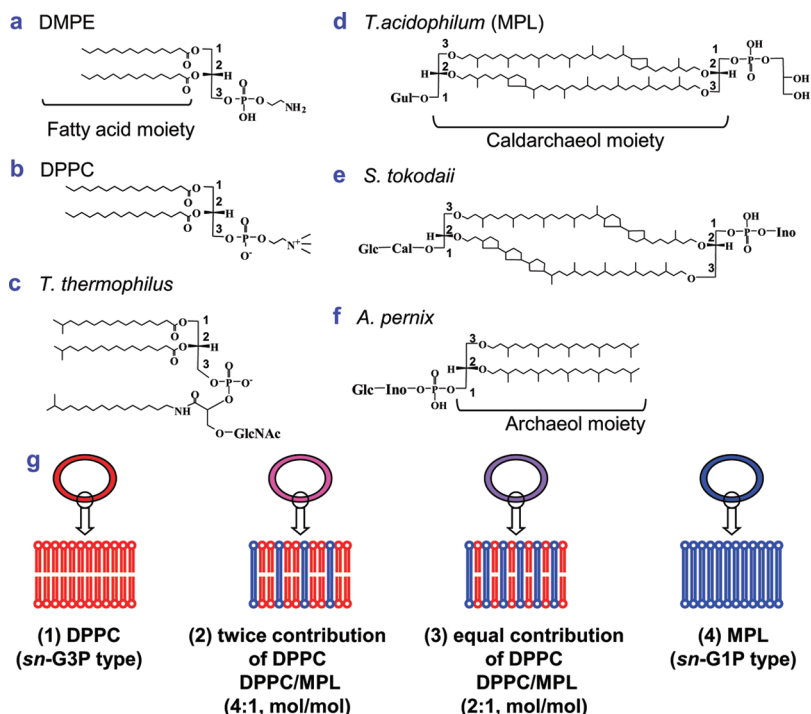 a DMPE
1
O
O
2
H
O
O
3
O
O P O NH2
OH
Fatty acid moiety
b DPPC
1
O
O
2
H
O
O
3
O
O P O N+
O-
c T. thermophilus
1
O
O
2
H
O
O
3
O
O P O-
O
O
NH
O GlcNAc
d T.acidophilum (MPL)
3
O
O
1
O
OH
P
O
O
H
2
O
O
2
H
OH
OH
Gul O
1
O
3
Caldarchaeol moiety
e S. tokodaii
3
O
OH
H
2
O
O
1
O P O Ino
2
H
O
Glc Cal O
1
O
3
O
f A. pernix
3
O
O
H
2
O
Glc Ino O P O
1
OH
Archaeol moiety
g
(1) DPPC
(sn-G3P type)
(2) twice contribution
of DPPC
DPPC/MPL
(4:1, mol/mol)
(3) equal contribution
of DPPC
DPPC/MPL
(2:1, mol/mol)
(4) MPL
(sn-G1P type)